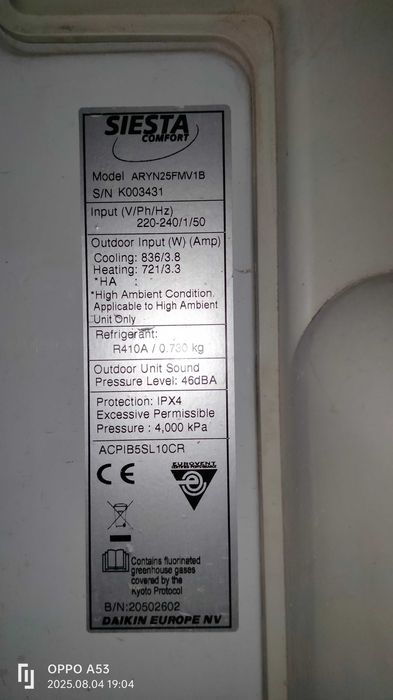 SIESTA
COMFORT
Model ARYN25FMV1B
S/N K003431
Input (V/Ph/Hz)
220-240/1/50
Outdoor Input (W) (Amp)
Cooling: 836/3.8
Heating: 721/3.3
*HA :
*High Ambient Condition.
Applicable to High Ambient
Unit Only
Refrigerant:
R410A / 0.730 kg
Outdoor Unit Sound
Pressure Level: 46dBA
Protection: IPX4
Excessive Permissible
Pressure : 4,000 kPa
ACPIB5SL10CR
CE
EUROVENT
Contains fluorinated
greenhouse gases
covered by the
Kyoto Protocol
B/N:20502602
DAIKIN EUROPE NV
OPPO A53
2025.08.04 19:04